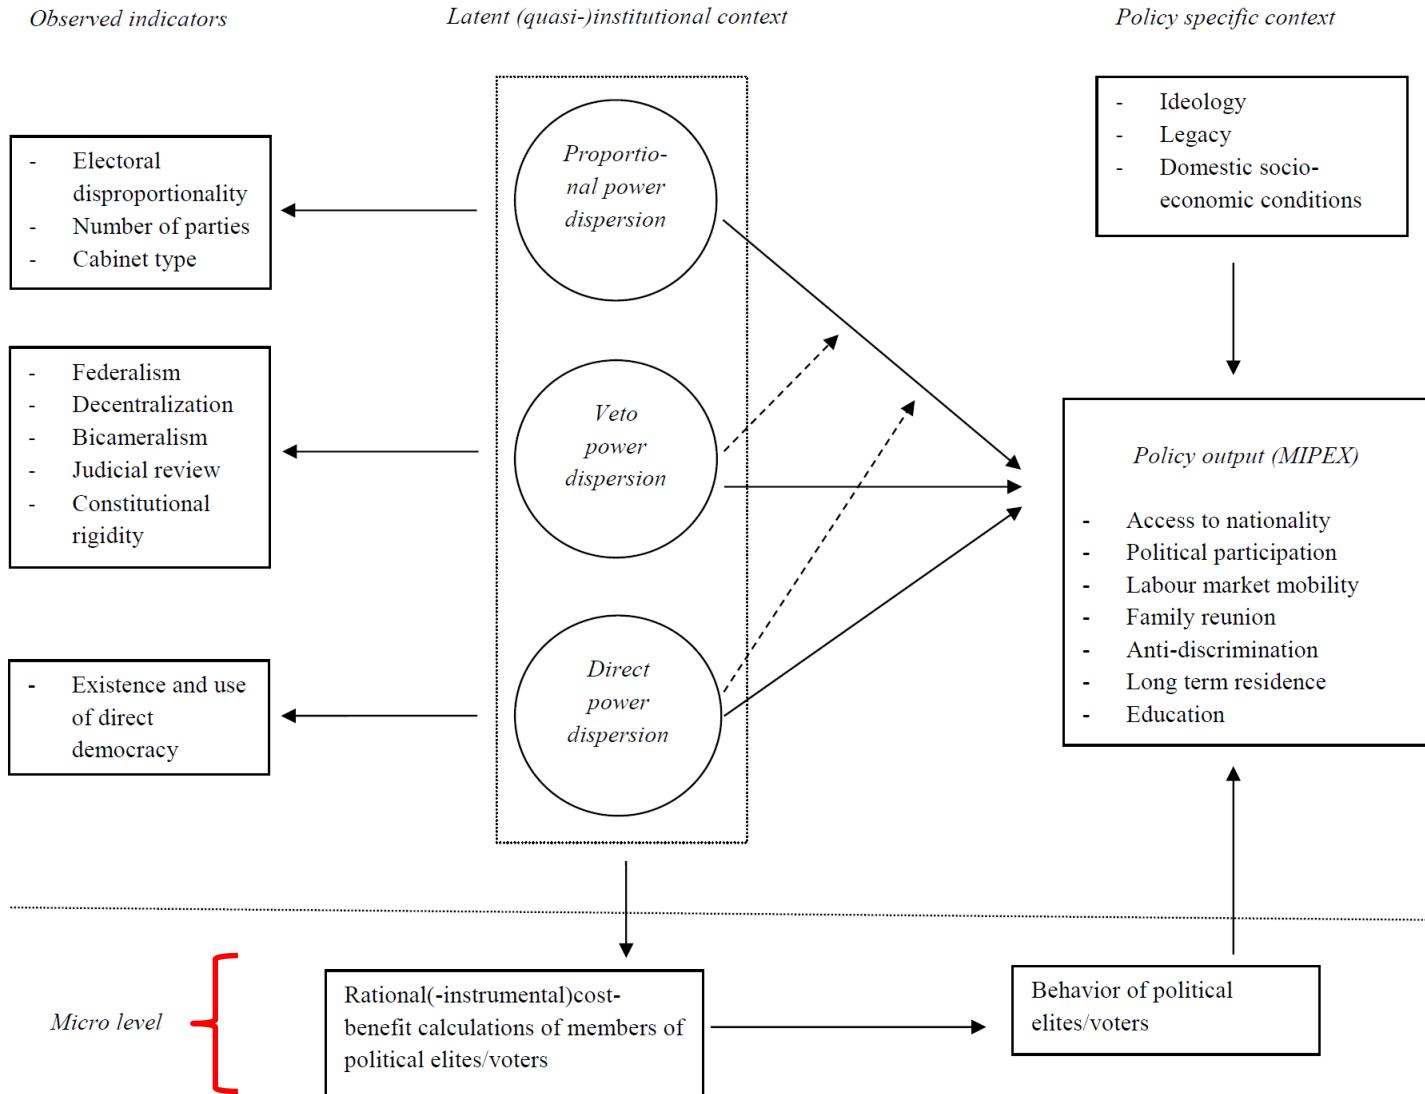 Observed indicators
Latent (quasi-)institutional context
Policy specific context
- Electoral
disproportionality
- Number of parties
- Cabinet type
- Federalism
- Decentralization
- Bicameralism
- Judicial review
- Constitutional
rigidity
- Existence and use
of direct
democracy
Proportio-
nal power
dispersion
Veto
power
dispersion
Direct
power
dispersion
- Ideology
- Legacy
- Domestic socio-
economic conditions
Policy output (MIPEX)
- Access to nationality
- Political participation
- Labour market mobility
- Family reunion
- Anti-discrimination
- Long term residence
- Education
Micro level
Rational(-instrumental)cost-
benefit calculations of members of
political elites/voters
Behavior of political
elites/voters